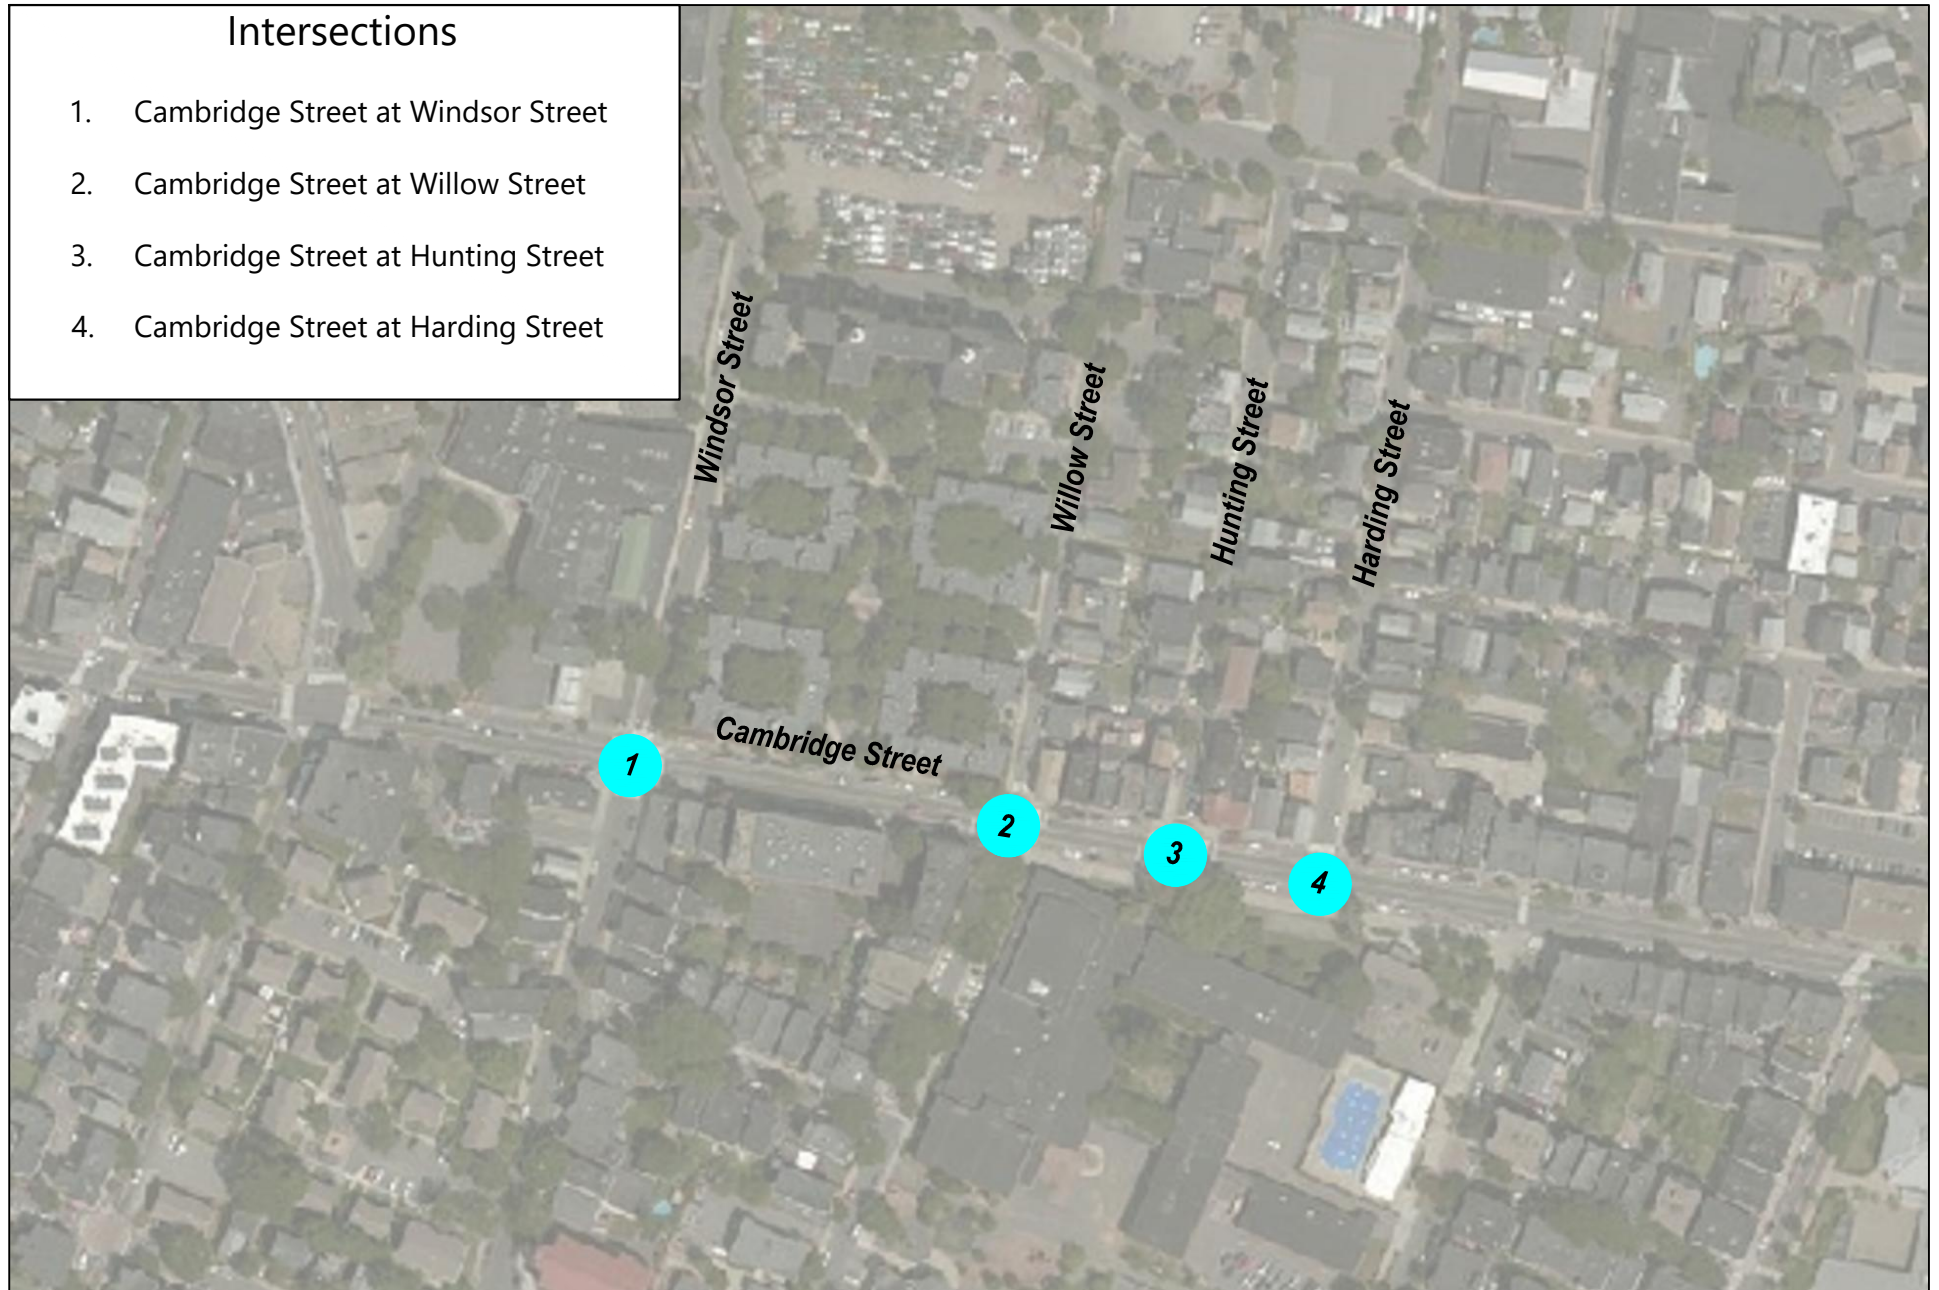 Intersections
1. Cambridge Street at Windsor Street
2. Cambridge Street at Willow Street
3. Cambridge Street at Hunting Street
4. Cambridge Street at Harding Street
Windsor Street
Willow Street
Hunting Street
Harding Street
Cambridge Street
1
2
3
4